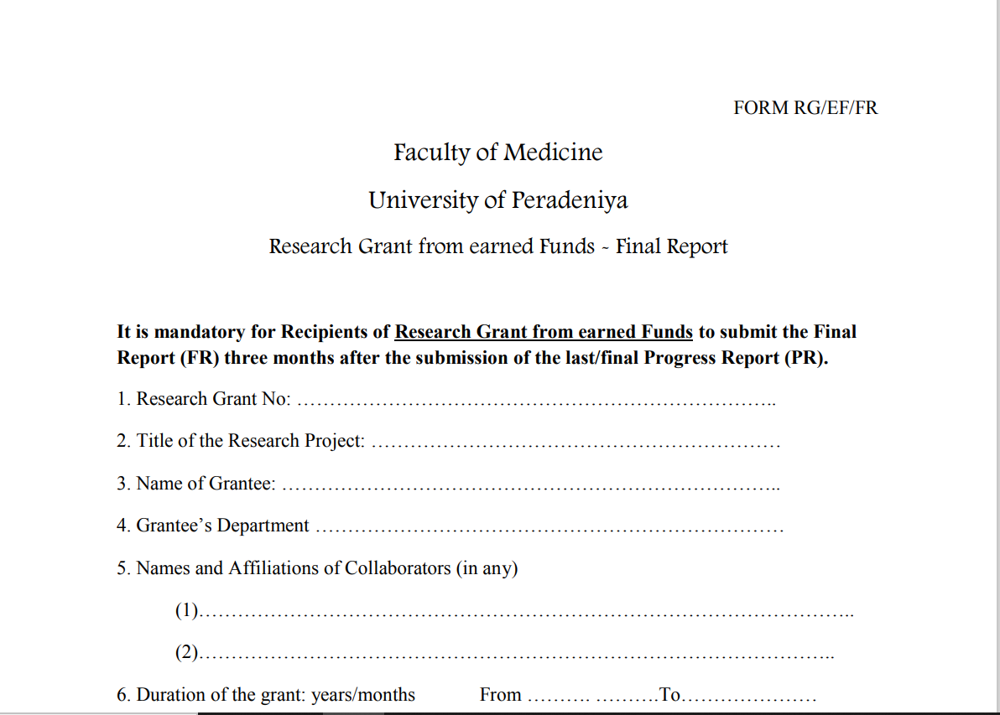 FORM RG/EF/FR
Faculty of Medicine
University of Peradeniya
Research Grant from earned Funds - Final Report
It is mandatory for Recipients of Research Grant from earned Funds to submit the Final
Report (FR) three months after the submission of the last/final Progress Report (PR).
1. Research Grant No: ………………………………………………………………..
2. Title of the Research Project: ………………………………………………………
3. Name of Grantee: …………………………………………………………………..
4. Grantee’s Department ………………………………………………………………
5. Names and Affiliations of Collaborators (in any)
(1)………………………………………………………………………………………..
(2)……………………………………………………………………………………..
6. Duration of the grant: years/months From ………. ……….To…………………